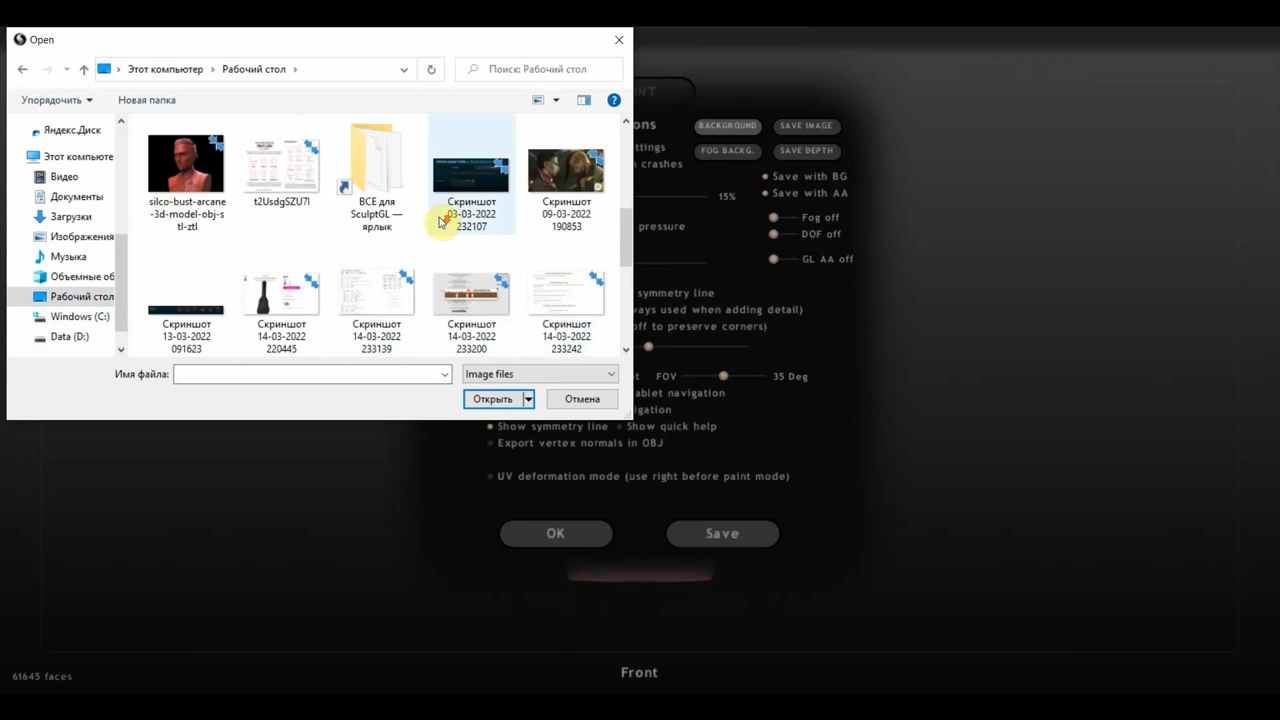 Open
Этот компьютер
Рабочий стол
Поиск: Рабочий стол
Упорядочить
Новая папка
Яндекс.Диск
Этот компьюте
Видео
Документы
Загрузки
Изображения
Музыка
Объемные об
Рабочий стол
Windows (C:)
Data (D:)
silco-bust-arcane
-3d-model-obj-s
tl-ztl
t2UsdgSZU7I
ВСЕ для
SculptGL —
ярлык
Скриншот
03-03-2022
232107
Скриншот
09-03-2022
190853
Скриншот
13-03-2022
091623
Скриншот
14-03-2022
220445
Скриншот
14-03-2022
233139
Скриншот
14-03-2022
233200
Скриншот
14-03-2022
233242
Имя файла:
Image files
Открыть
Отмена
NT
ons
BACKGROUND
SAVE IMAGE
ettings
crashes
FOG BACKG.
SAVE DEPTH
Save with BG
15%
Save with AA
Fog off
pressure
DOF off
GL AA off
symmetry line
ways used when adding detail)
off to preserve corners)
FOV
35 Deg
ablet navigation
igation
Show symmetry line
Show quick help
Export vertex normals in OBJ
UV deformation mode (use right before paint mode)
OK
Save
61645 faces
Front